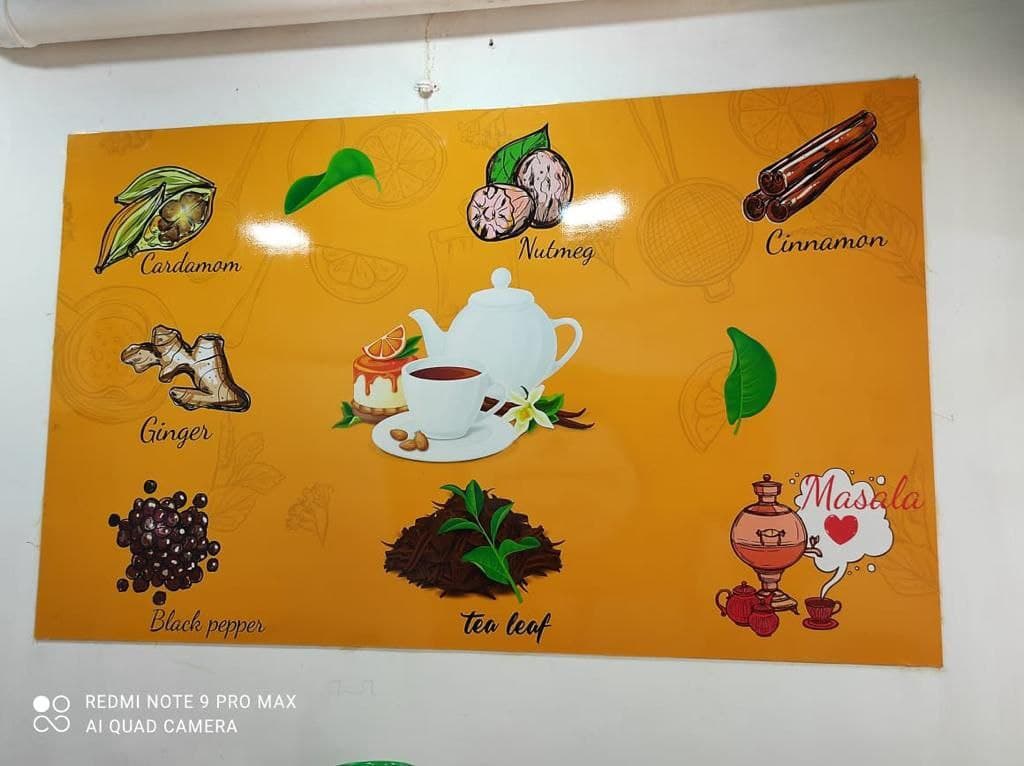 Cardamom
Nutmeg
Cinnamon
Ginger
Masala
Black pepper
tea leaf
REDMI NOTE 9 PRO MAX
AI QUAD CAMERA